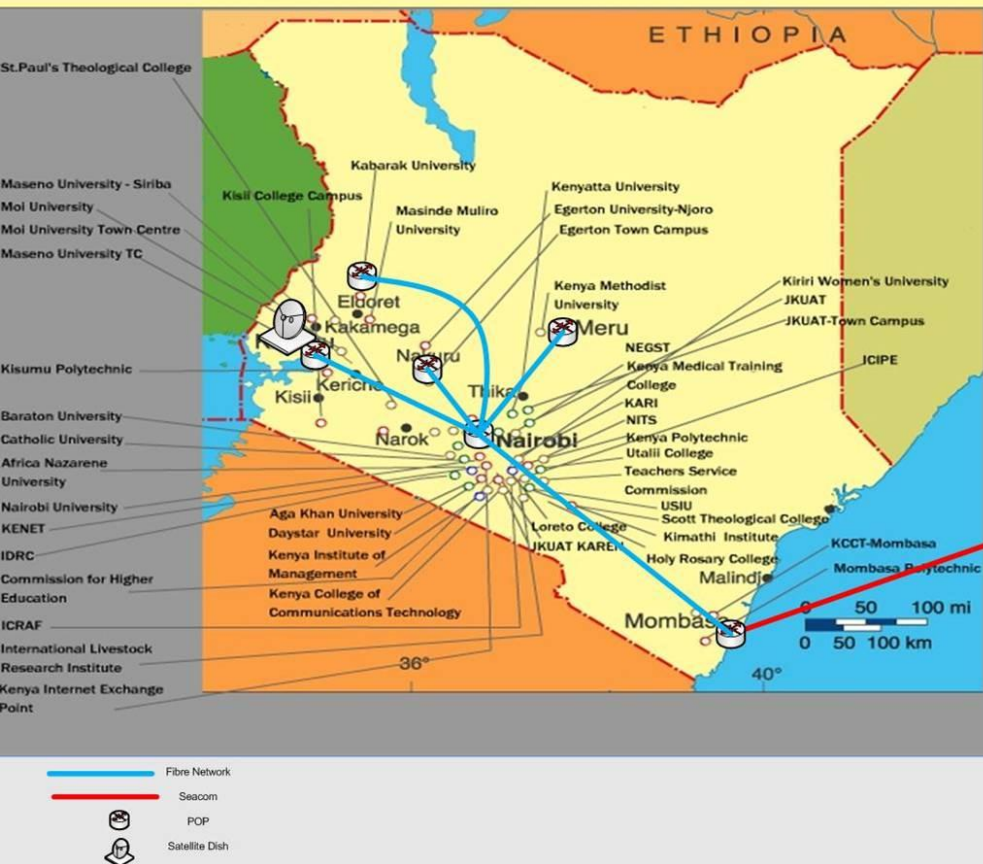 ETHIOPIA
St.Paul's Theological College
Kabarak University
Maseno University - Siriba
Kisii College Campus
Kenyatta University
Moi University
Masinde Muliro
University
Egerton University-Njoro
Moi University Town Centre
Egerton Town Campus
Maseno University TC
Kenya Methodist
University
Kiriri Women's University
JKUAT
JKUAT-Town Campus
Eldoret
Kakamega
Meru
NEGST
ICIPE
Kisumu Polytechnic
Kenya Medical Training
College
Kericho
Kisii
Thika
KARI
NITS
Baraton University
Narok
Nairobi
Kenya Polytechnic
Catholic University
Utalii College
Africa Nazarene
University
Teachers Service
Commission
Nairobi University
USIU
KENET
Aga Khan University
Scott Theological College
Daystar University
Loreto College
Kimathi Institute
IDRC
Kenya Institute of
Management
JKUAT KAREN
Holy Rosary College
KCCT-Mombasa
Commission for Higher
Education
Kenya College of
Communications Technology
Malindi
Mombasa Polytechnic
ICRAF
Mombasa
0 50 100 mi
0 50 100 km
International Livestock
Research Institute
36°
40°
Kenya Internet Exchange
Point
Fibre Network
Seacom
POP
Satellite Dish